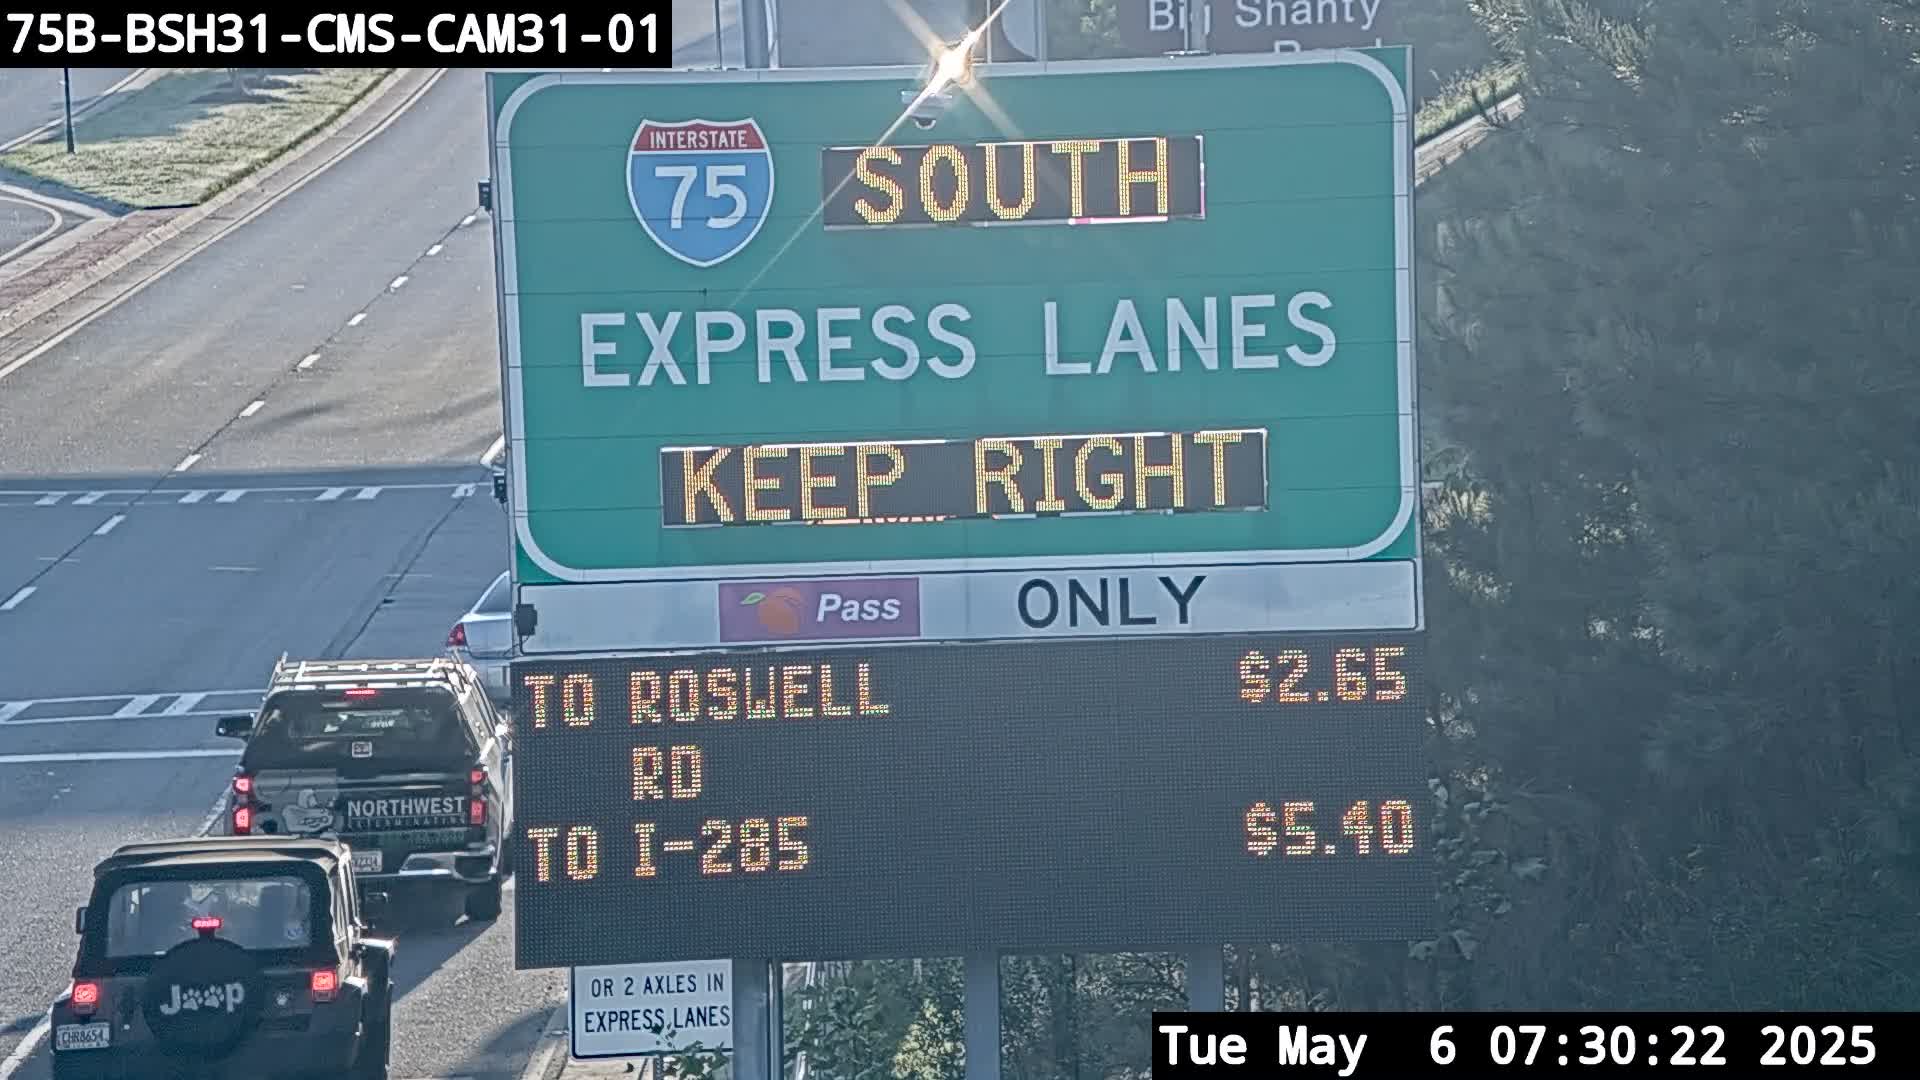 75B-BSH31-CMS-CAM31-01
Big Shanty
INTERSTATE
75
SOUTH
EXPRESS LANES
KEEP RIGHT
Pass ONLY
TO ROSWELL $2.65
RD
TO I-285 $5.40
NORTHWEST
EXTERMINATING
Jeep
CHR8654
OR 2 AXLES IN
EXPRESS LANES
Tue May 6 07:30:22 2025